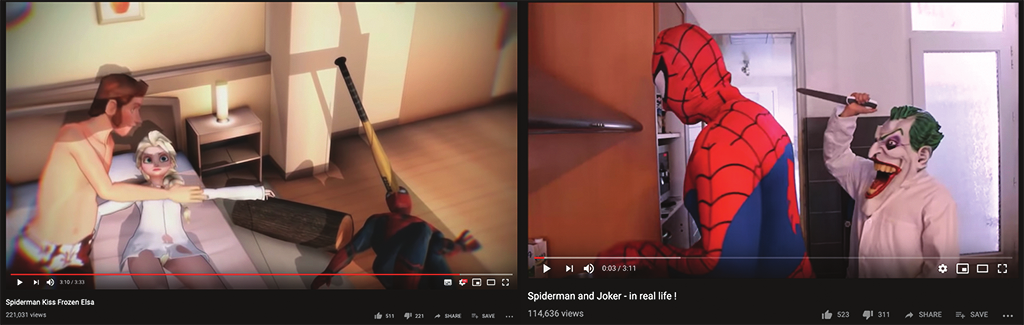 3:10 / 3:33
Spiderman Kiss Frozen Elsa
221,031 views
511
221
SHARE
SAVE
0:03 / 3:11
Spiderman and Joker - in real life !
114,636 views
523
311
SHARE
SAVE